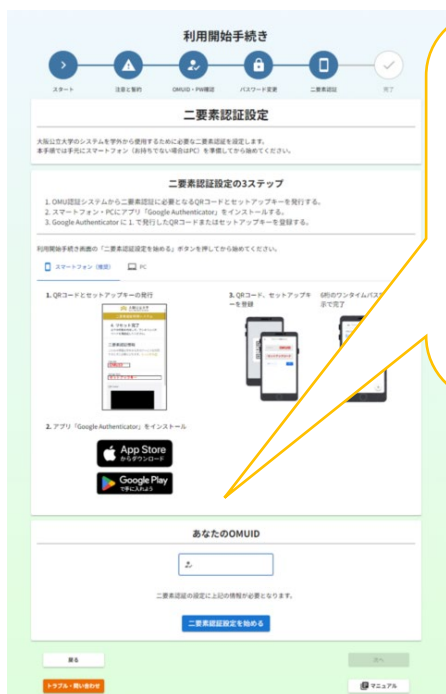 利用開始手続き
スタート
注意と誓約
OMUID・PW確認
パスワード変更
二要素認証
完了
二要素認証設定
大阪公立大学のシステムを学外から使用するために必要な二要素認証を設定します。
本手順では手元にスマートフォン（お持ちでない場合はPC）を準備してから始めてください。
二要素認証設定の3ステップ
1. OMU認証システムから二要素認証に必要となるQRコードとセットアップキーを発行する。
2. スマートフォン・PCにアプリ「Google Authenticator」をインストールする。
3. Google Authenticator に 1. で発行したQRコードまたはセットアップキーを登録する。
利用開始手続き画面の「二要素認証設定を始める」ボタンを押してから始めてください。
スマートフォン（推奨）
PC
1. QRコードとセットアップキーの発行
3. QRコード、セットアップキーを登録
6桁のワンタイムパス
示で完了
2. アプリ「Google Authenticator」をインストール
App Store
からダウンロード
Google Play
で手に入れよう
あなたのOMUID
二要素認証の設定に上記の情報が必要となります。
二要素認証設定を始める
戻る
次へ
トラブル・問い合わせ
マニュアル